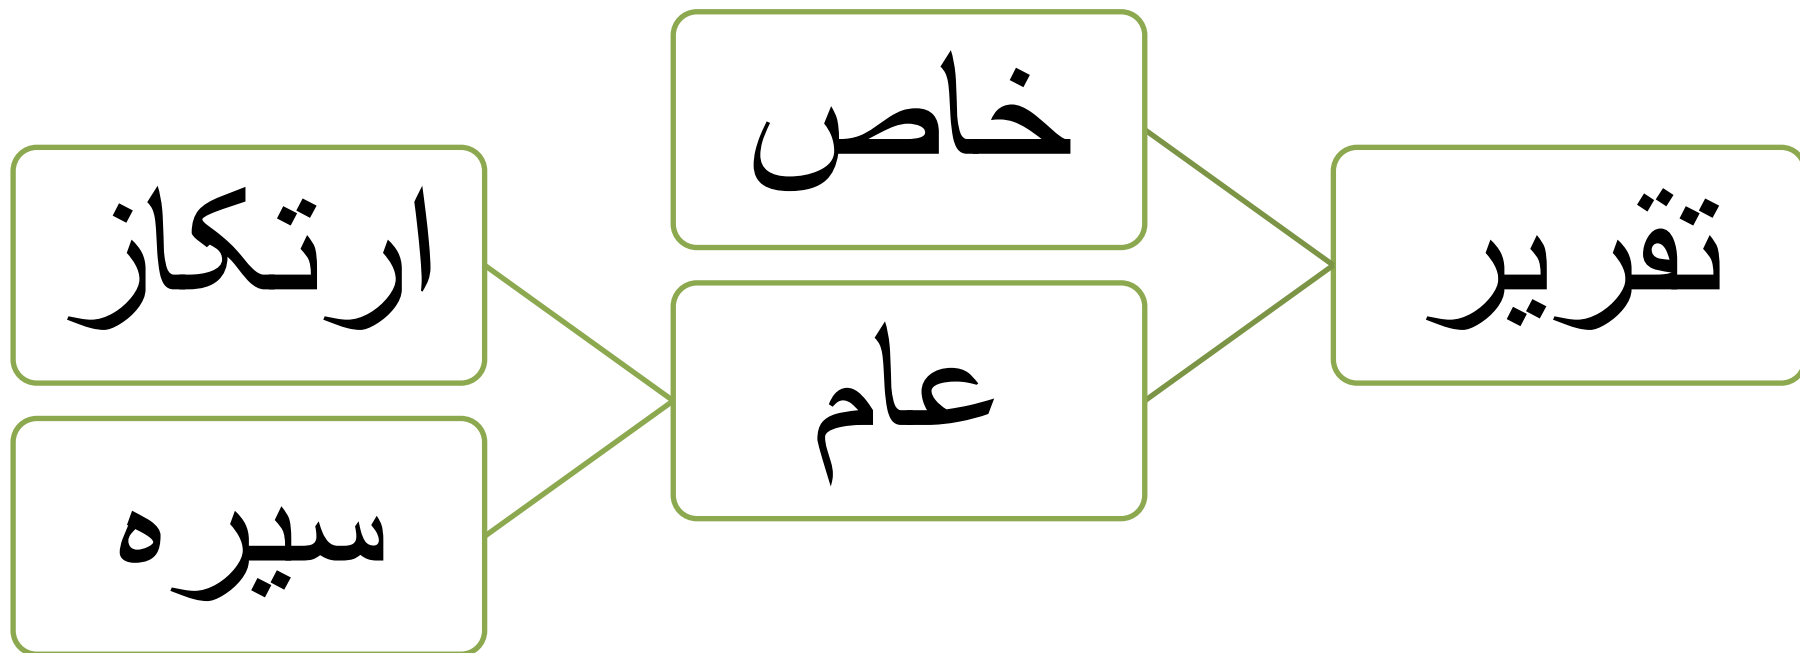 تقریر
خاص
عام
ارتکاز
سیره